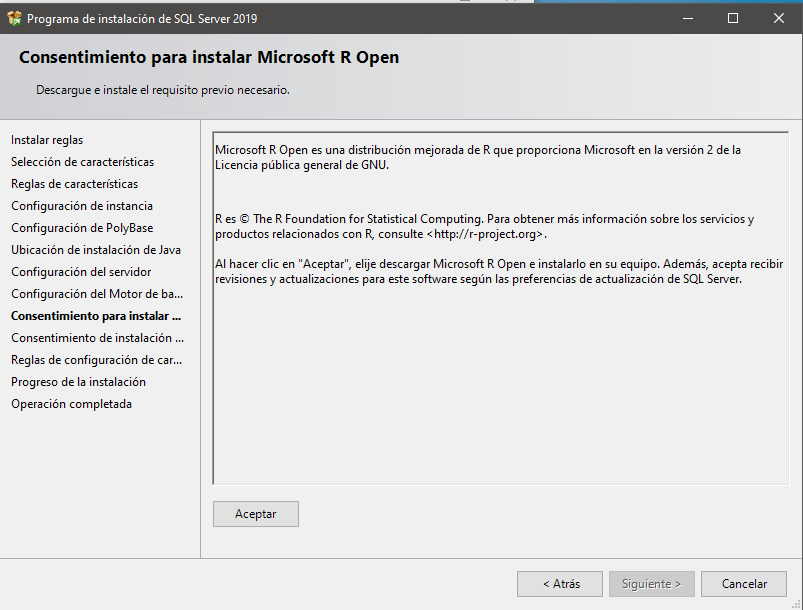 Programa de instalación de SQL Server 2019
Consentimiento para instalar Microsoft R Open
Descargue e instale el requisito previo necesario.
Instalar reglas
Selección de características
Reglas de características
Configuración de instancia
Configuración de PolyBase
Ubicación de instalación de Java
Configuración del servidor
Configuración del Motor de ba...
Consentimiento para instalar ...
Consentimiento de instalación ...
Reglas de configuración de car...
Progreso de la instalación
Operación completada
Microsoft R Open es una distribución mejorada de R que proporciona Microsoft en la versión 2 de la
Licencia pública general de GNU.
R es © The R Foundation for Statistical Computing. Para obtener más información sobre los servicios y
productos relacionados con R, consulte <http://r-project.org>.
Al hacer clic en "Aceptar", elije descargar Microsoft R Open e instalarlo en su equipo. Además, acepta recibir
revisiones y actualizaciones para este software según las preferencias de actualización de SQL Server.
Aceptar
< Atrás
Siguiente >
Cancelar